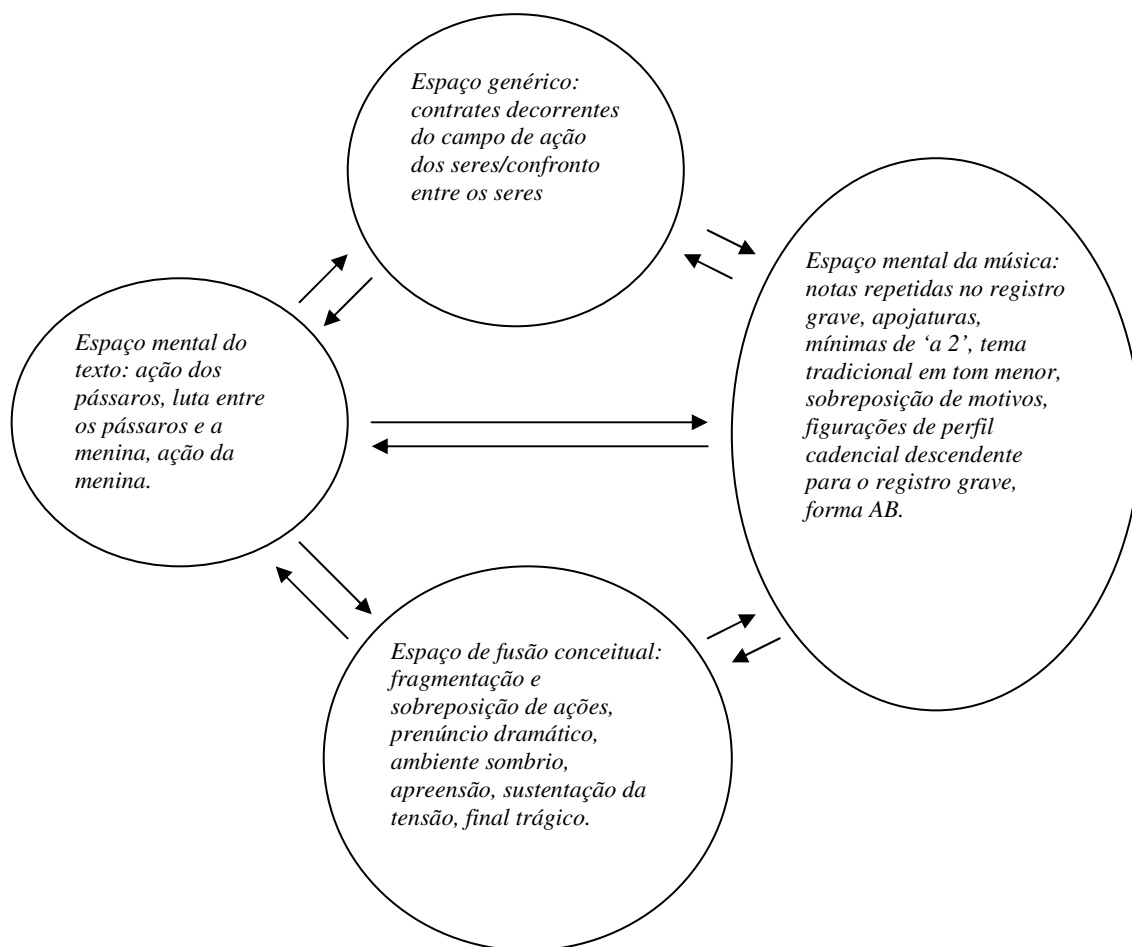 Espaço genérico:
contrates decorrentes
do campo de ação
dos seres/confronto
entre os seres
Espaço mental do
texto: ação dos
pássaros, luta entre
os pássaros e a
menina, ação da
menina.
Espaço mental da música:
notas repetidas no registro
grave, apojaturas,
mínimas de ‘a 2’, tema
tradicional em tom menor,
sobreposição de motivos,
figurações de perfil
cadencial descendente
para o registro grave,
forma AB.
Espaço de fusão conceitual:
fragmentação e
sobreposição de ações,
prenúncio dramático,
ambiente sombrio,
apreensão, sustentação da
tensão, final trágico.